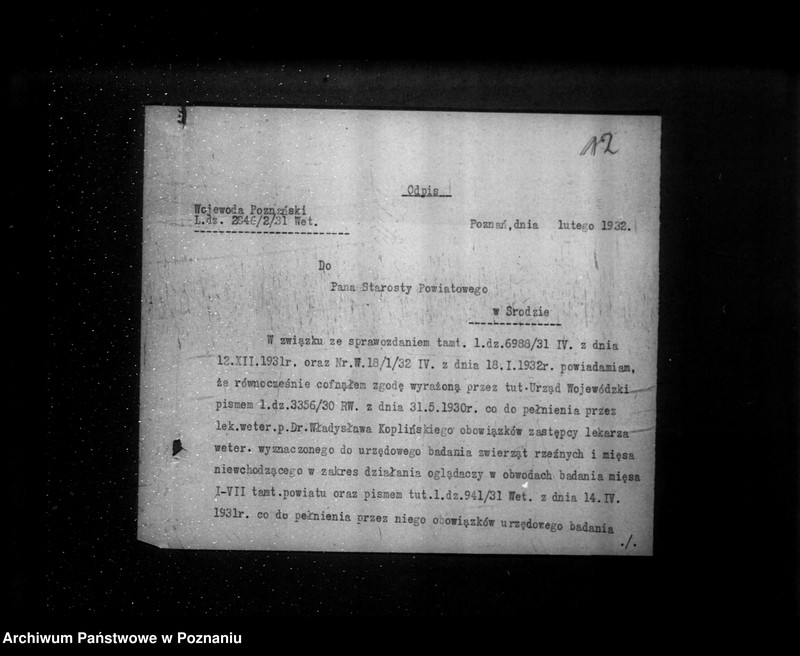 12
Odpis
Wojewoda Poznański
L.dz. 2846/2/31 Wet.
Poznań,dnia lutego 1932.
Do
Pana Starosty Powiatowego
w Srodzie
W związku ze sprawozdaniem tamt. l.dz.6988/31 IV. z dnia
12.XII.1931r. oraz Nr.W.18/1/32 IV. z dnia 18.I.1932r. powiadamiam,
że równocześnie cofnąłem zgodę wyrażoną przez tut.Urząd Wojewódzki
pismem l.dz.3356/30 RW. z dnia 31.5.1930r. co do pełnienia przez
lek.weter.p.Dr.Władysława Koplińskiego obowiązków zastępcy lekarza
weter. wyznaczonego do urzędowego badania zwierząt rzeźnych i mięsa
niewchodzącego w zakres działania oglądaczy w obwodach badania mięsa
I-VII tamt.powiatu oraz pismem tut.l.dz.941/31 Wet. z dnia 14.IV.
1931r. co do pełnienia przez niego obowiązków urzędowego badania
./.
Archiwum Państwowe w Poznaniu